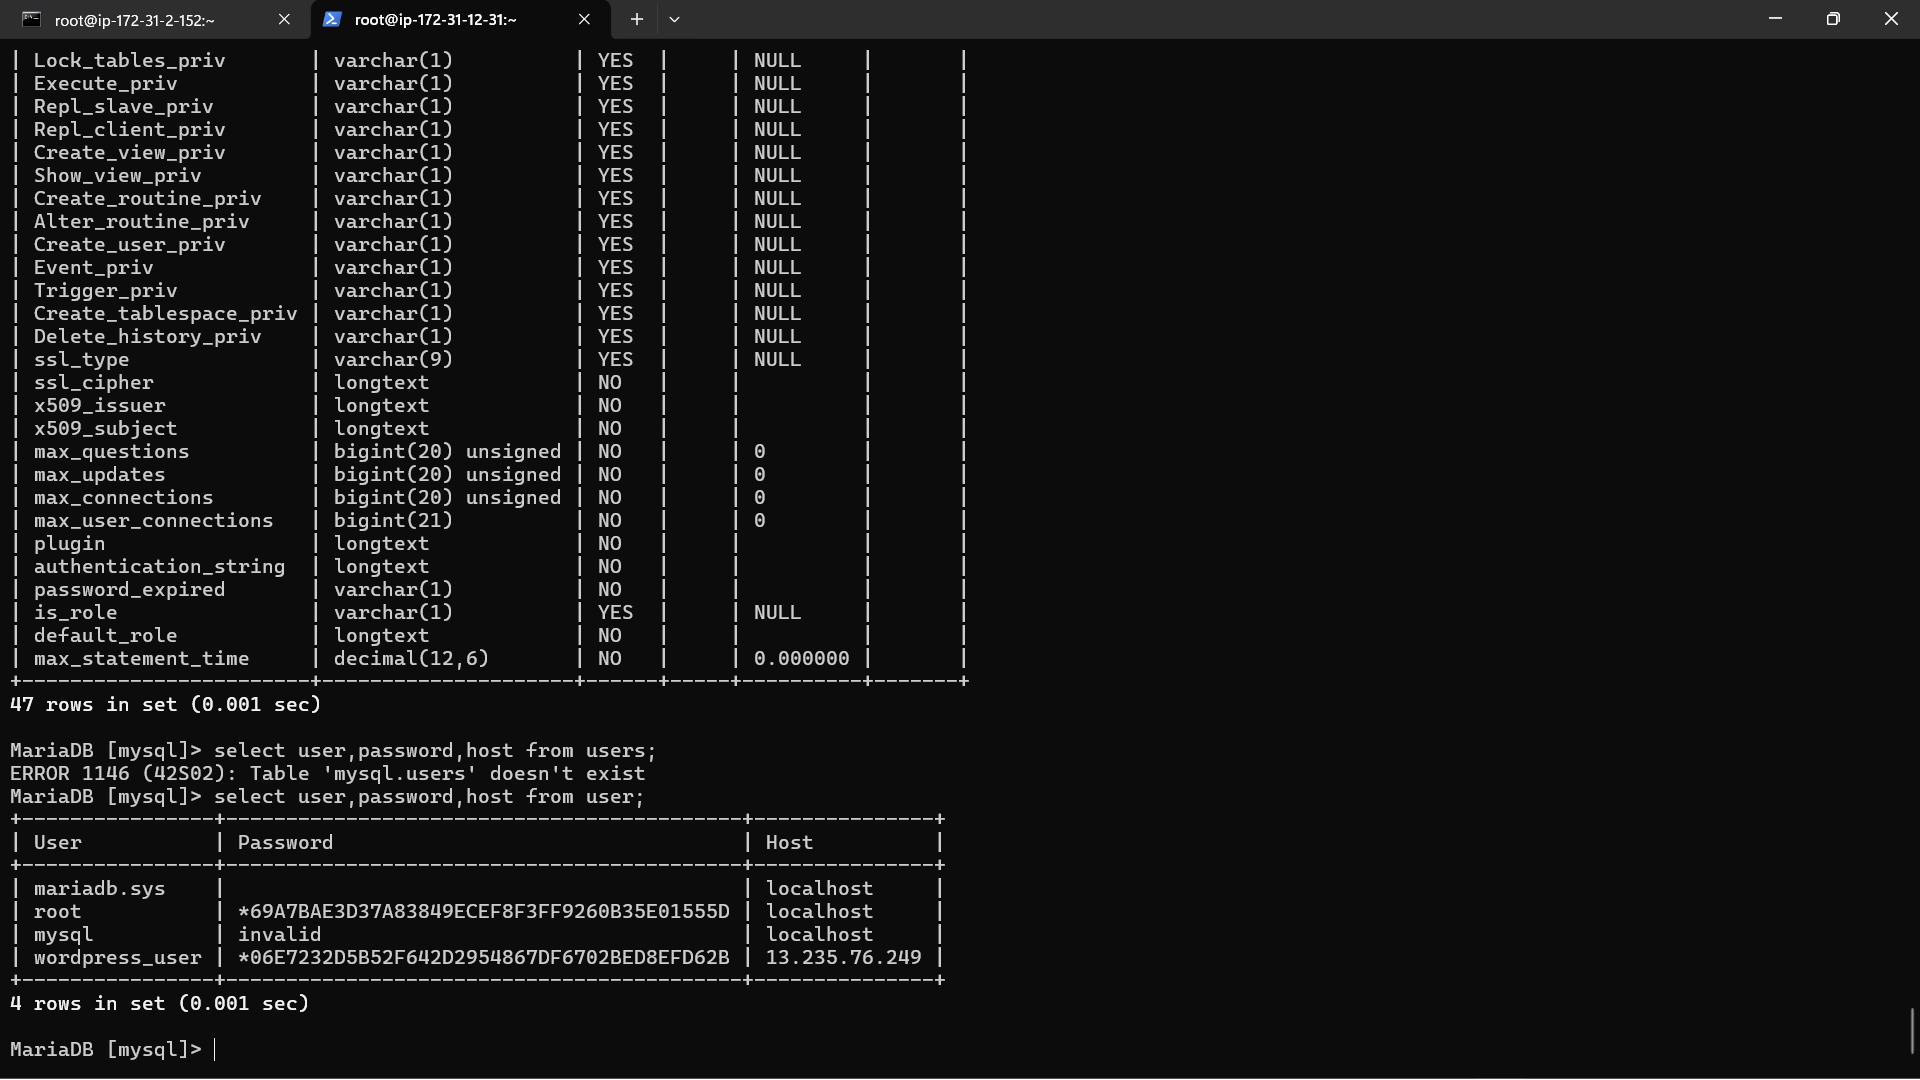 root@ip-172-31-2-152:~ root@ip-172-31-12-31:~
| Lock_tables_priv | varchar(1) | YES | | NULL | |
| Execute_priv | varchar(1) | YES | | NULL | |
| Repl_slave_priv | varchar(1) | YES | | NULL | |
| Repl_client_priv | varchar(1) | YES | | NULL | |
| Create_view_priv | varchar(1) | YES | | NULL | |
| Show_view_priv | varchar(1) | YES | | NULL | |
| Create_routine_priv | varchar(1) | YES | | NULL | |
| Alter_routine_priv | varchar(1) | YES | | NULL | |
| Create_user_priv | varchar(1) | YES | | NULL | |
| Event_priv | varchar(1) | YES | | NULL | |
| Trigger_priv | varchar(1) | YES | | NULL | |
| Create_tablespace_priv | varchar(1) | YES | | NULL | |
| Delete_history_priv | varchar(1) | YES | | NULL | |
| ssl_type | varchar(9) | YES | | NULL | |
| ssl_cipher | longtext | NO | | | |
| x509_issuer | longtext | NO | | | |
| x509_subject | longtext | NO | | | |
| max_questions | bigint(20) unsigned | NO | | 0 | |
| max_updates | bigint(20) unsigned | NO | | 0 | |
| max_connections | bigint(20) unsigned | NO | | 0 | |
| max_user_connections | bigint(21) | NO | | 0 | |
| plugin | longtext | NO | | | |
| authentication_string | longtext | NO | | | |
| password_expired | varchar(1) | NO | | | |
| is_role | varchar(1) | YES | | NULL | |
| default_role | longtext | NO | | | |
| max_statement_time | decimal(12,6) | NO | | 0.000000 | |
+------------------------+---------------------+------+-----+----------+-------+
47 rows in set (0.001 sec)
MariaDB [mysql]> select user,password,host from users;
ERROR 1146 (42S02): Table 'mysql.users' doesn't exist
MariaDB [mysql]> select user,password,host from user;
+----------------+-------------------------------------------+---------------+
| User | Password | Host |
+----------------+-------------------------------------------+---------------+
| mariadb.sys | | localhost |
| root | *69A7BAE3D37A83849ECEF8F3FF9260B35E01555D | localhost |
| mysql | invalid | localhost |
| wordpress_user | *06E7232D5B52F642D2954867DF6702BED8EFD62B | 13.235.76.249 |
+----------------+-------------------------------------------+---------------+
4 rows in set (0.001 sec)
MariaDB [mysql]>